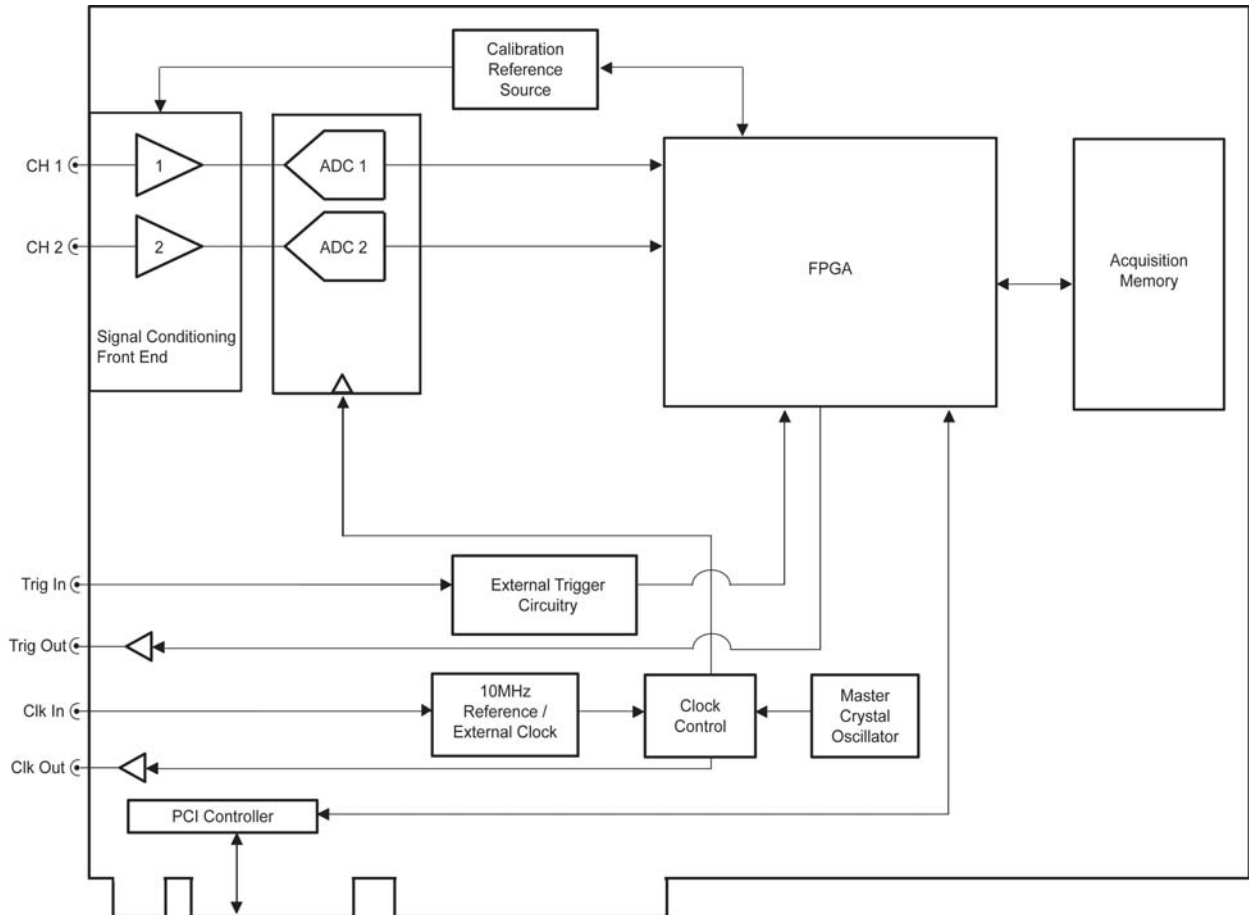 Calibration
Reference
Source
CH 1
1
ADC 1
CH 2
2
ADC 2
FPGA
Acquisition
Memory
Signal Conditioning
Front End
Trig In
External Trigger
Circuitry
Trig Out
Clk In
10MHz
Reference /
External Clock
Clock
Control
Master
Crystal
Oscillator
Clk Out
PCI Controller